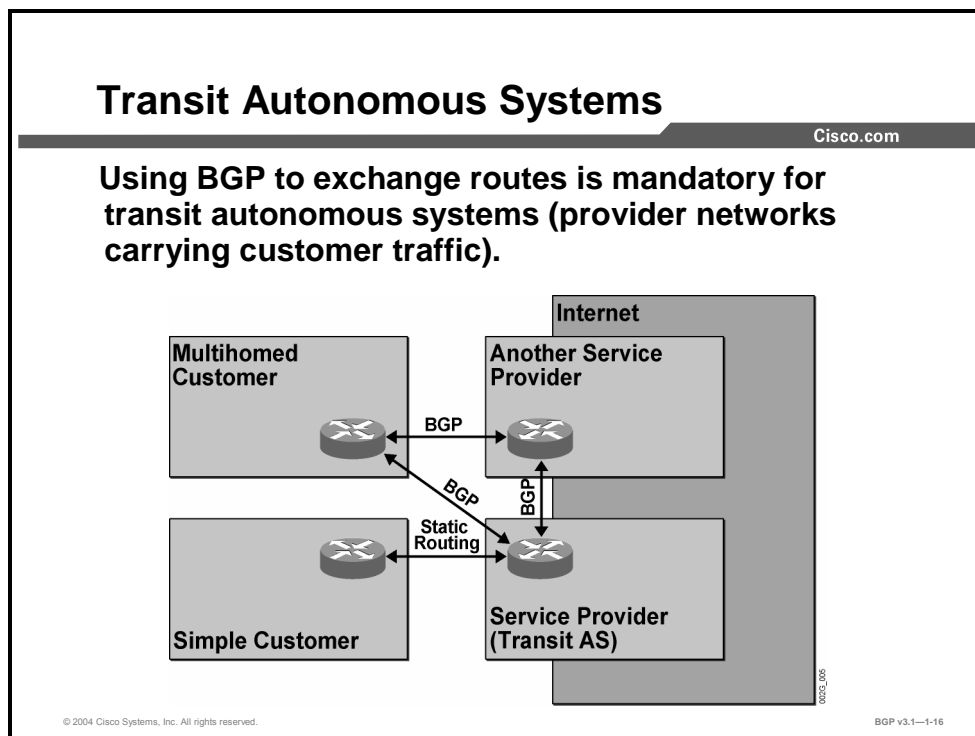 Transit Autonomous Systems
Cisco.com
Using BGP to exchange routes is mandatory for
transit autonomous systems (provider networks
carrying customer traffic).
Internet
Multihomed
Customer
Another Service
Provider
BGP
BGP
BGP
Static
Routing
Simple Customer
Service Provider
(Transit AS)
002G_005
© 2004 Cisco Systems, Inc. All rights reserved.
BGP v3.1—1-16